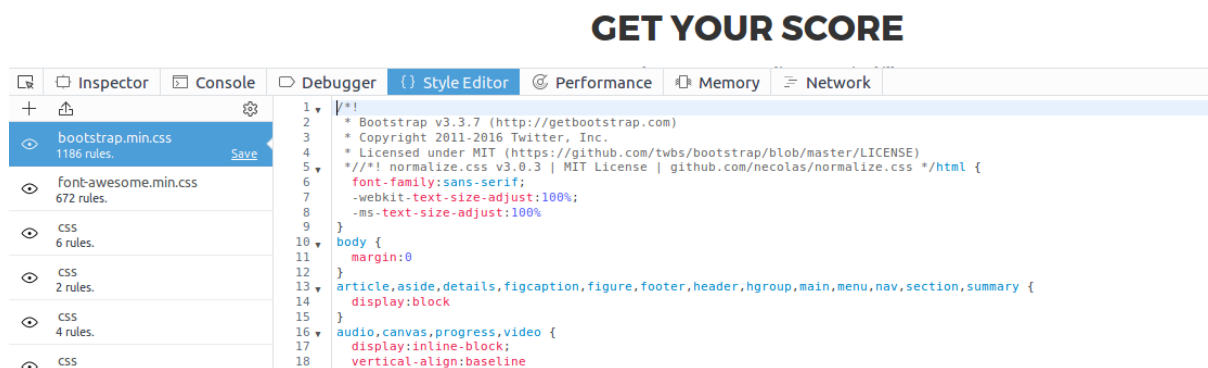 GET YOUR SCORE
Inspector Console Debugger {} Style Editor Performance Memory Network
bootstrap.min.css
1186 rules. Save
font-awesome.min.css
672 rules.
css
6 rules.
css
2 rules.
css
4 rules.
css
1 /*!
2 * Bootstrap v3.3.7 (http://getbootstrap.com)
3 * Copyright 2011-2016 Twitter, Inc.
4 * Licensed under MIT (https://github.com/twbs/bootstrap/blob/master/LICENSE)
5 *//*! normalize.css v3.0.3 | MIT License | github.com/necolas/normalize.css */html {
6 font-family:sans-serif;
7 -webkit-text-size-adjust:100%;
8 -ms-text-size-adjust:100%
9 }
10 body {
11 margin:0
12 }
13 article,aside,details,figcaption,figure,footer,header,hgroup,main,menu,nav,section,summary {
14 display:block
15 }
16 audio,canvas,progress,video {
17 display:inline-block;
18 vertical-align:baseline